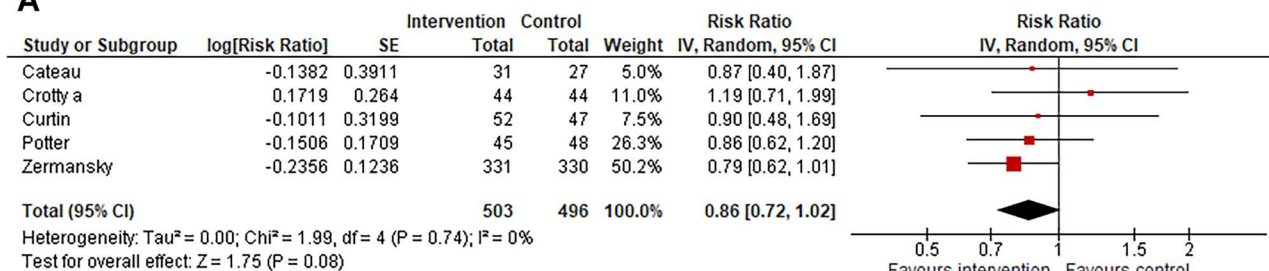 A
Intervention Control Risk Ratio Risk Ratio
Study or Subgroup log[Risk Ratio] SE Total Total Weight IV, Random, 95% CI IV, Random, 95% CI
Cateau -0.1382 0.3911 31 27 5.0% 0.87 [0.40, 1.87]
Crotty a 0.1719 0.264 44 44 11.0% 1.19 [0.71, 1.99]
Curtin -0.1011 0.3199 52 47 7.5% 0.90 [0.48, 1.69]
Potter -0.1506 0.1709 45 48 26.3% 0.86 [0.62, 1.20]
Zermansky -0.2356 0.1236 331 330 50.2% 0.79 [0.62, 1.01]
Total (95% CI) 503 496 100.0% 0.86 [0.72, 1.02]
Heterogeneity: Tau² = 0.00; Chi² = 1.99, df = 4 (P = 0.74); I² = 0%
0.5 0.7 1 1.5 2
Test for overall effect: Z = 1.75 (P = 0.08)
Favours intervention Favours control